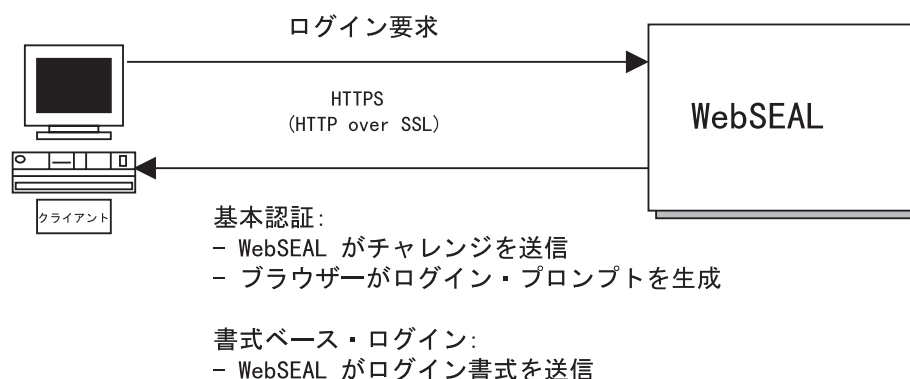 ログイン要求
HTTPS
(HTTP over SSL)
WebSEAL
クライアント
基本認証:
- WebSEAL がチャレンジを送信
- ブラウザーがログイン・プロンプトを生成
書式ベース・ログイン:
- WebSEAL がログイン書式を送信